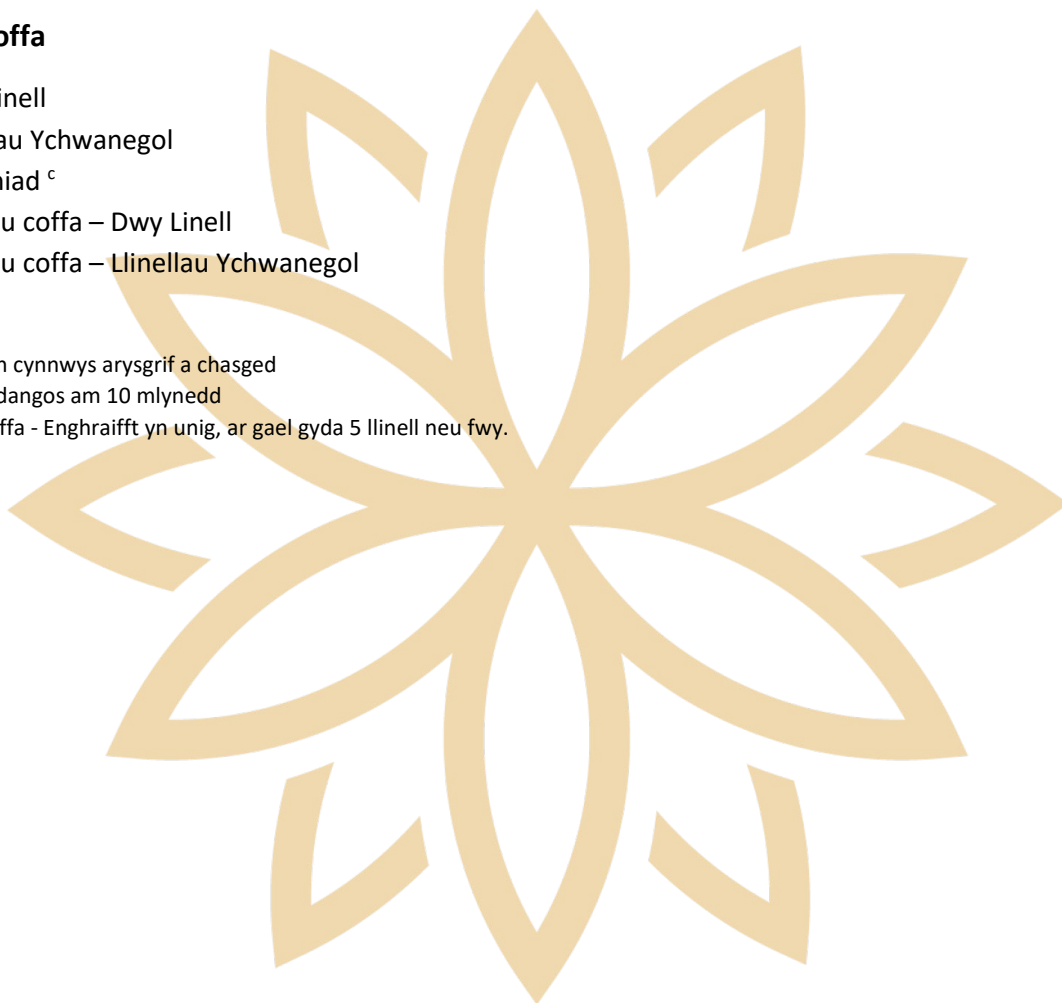 offa
inell
au Ychwanegol
niad ᶜ
u coffa – Dwy Linell
u coffa – Llinellau Ychwanegol
n cynnwys arysgrif a chasged
dangos am 10 mlynedd
ffa - Enghraifft yn unig, ar gael gyda 5 llinell neu fwy.